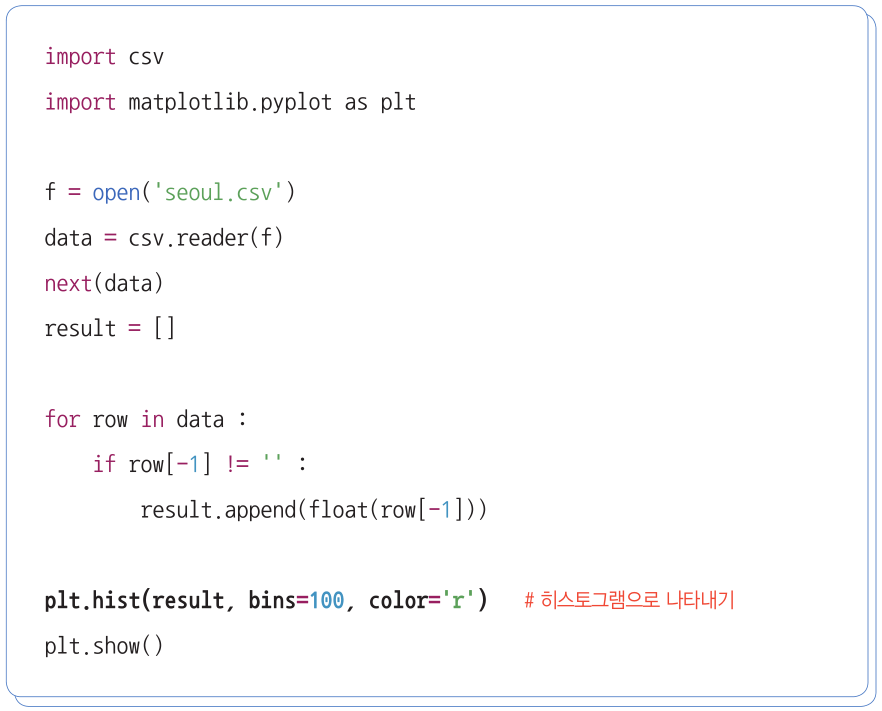 import csv
import matplotlib.pyplot as plt
f = open('seoul.csv')
data = csv.reader(f)
next(data)
result = []
for row in data :
    if row[-1] != '' :
        result.append(float(row[-1]))
plt.hist(result, bins=100, color='r')   # 히스토그램으로 나타내기
plt.show()